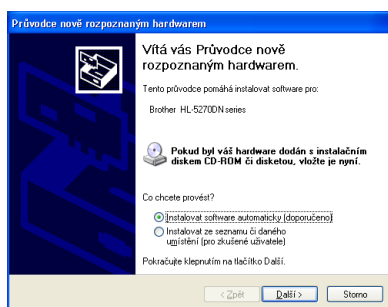 Průvodce nově rozpoznaným hardwarem
Vítá vás Průvodce nově
rozpoznaným hardwarem.
Tento průvodce pomáhá instalovat software pro:
Brother HL-5270DN series
Pokud byl váš hardware dodán s instalačním
diskem CD-ROM či disketou, vložte je nyní.
Co chcete provést?
Instalovat software automaticky (doporučeno)
Instalovat ze seznamu či daného
umístění (pro zkušené uživatele)
Pokračujte klepnutím na tlačítko Další.
< Zpět
Další >
Storno